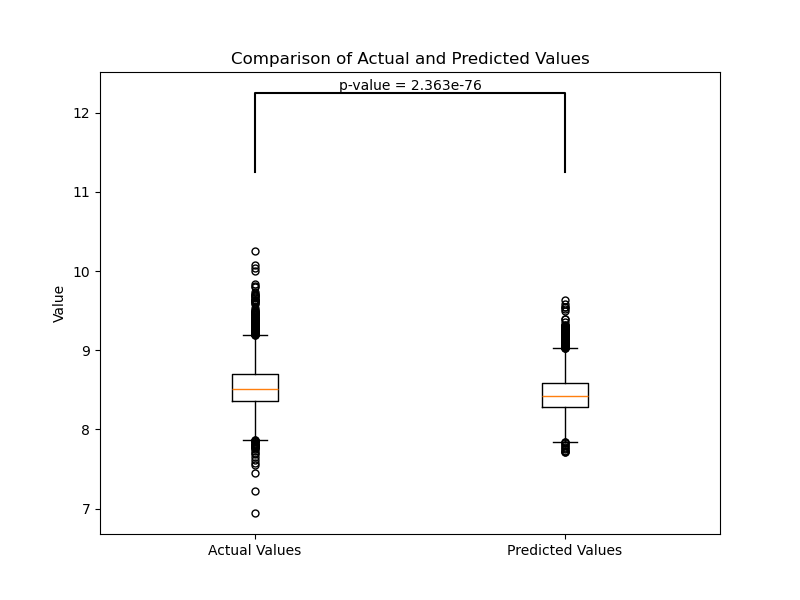 Comparison of Actual and Predicted Values
p-value = 2.363e-76
12
11
10
9
8
7
Value
Actual Values
Predicted Values